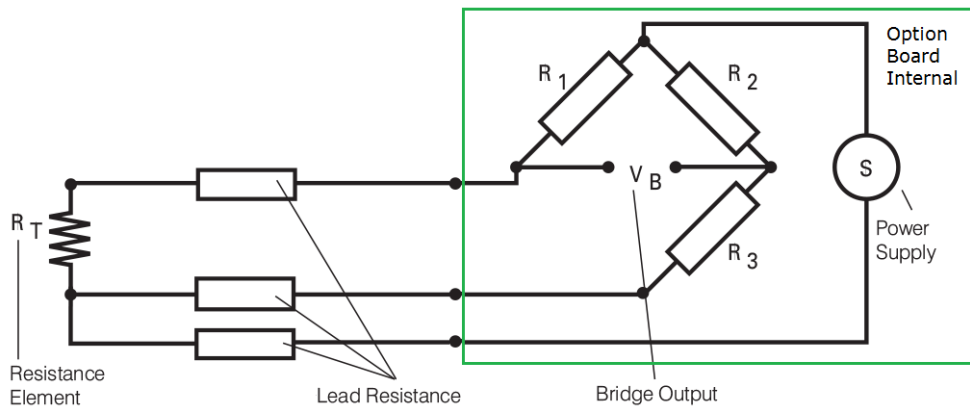 Option
Board
Internal
R 1
R 2
V B
S
R T
R 3
Power
Supply
Resistance
Element
Lead Resistance
Bridge Output